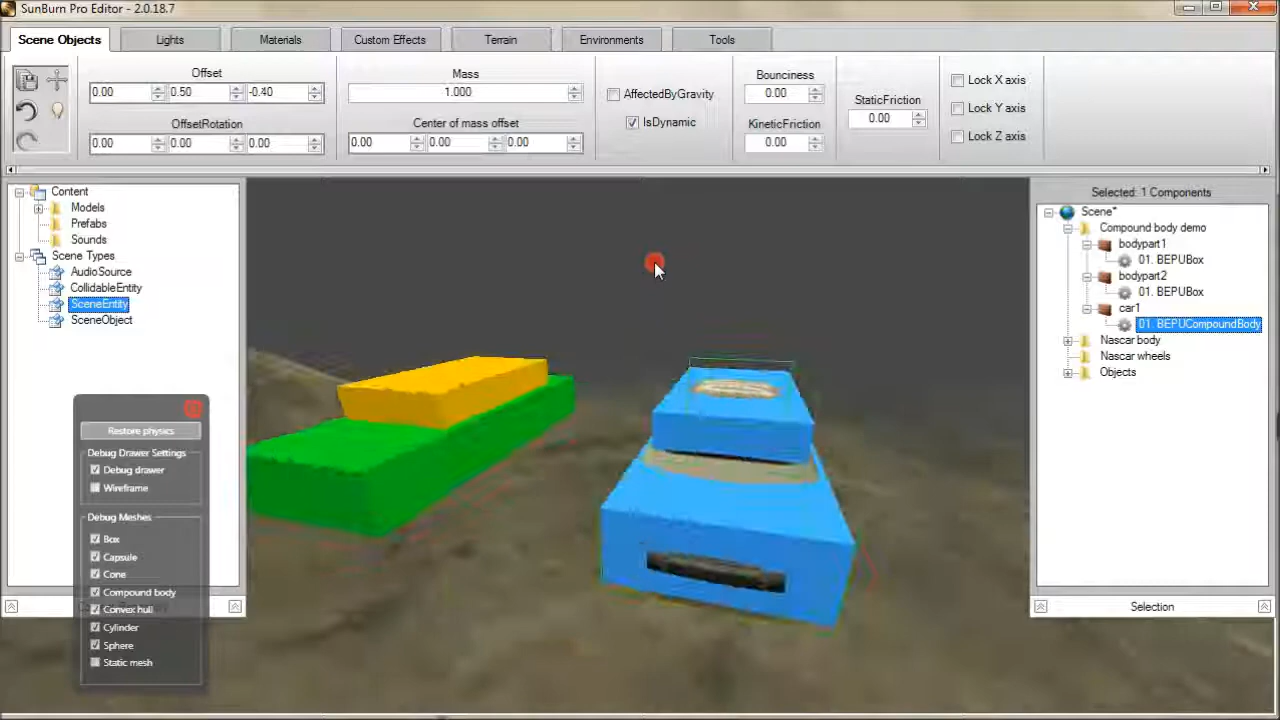 SunBurn Pro Editor - 2.0.18.7
Scene Objects Lights Materials Custom Effects Terrain Environments Tools
Offset
0.00 0.50 -0.40
OffsetRotation
0.00 0.00 0.00
Mass
1.000
Center of mass offset
0.00 0.00 0.00
AffectedByGravity
IsDynamic
Bounciness
0.00
KineticFriction
0.00
StaticFriction
0.00
Lock X axis
Lock Y axis
Lock Z axis
Content
Models
Prefabs
Sounds
Scene Types
AudioSource
CollidableEntity
SceneEntity
SceneObject
Restore physics
Debug Drawer Settings
Debug drawer
Wireframe
Debug Meshes
Box
Capsule
Cone
Compound body
Convex hull
Cylinder
Sphere
Static mesh
Selected: 1 Components
Scene*
Compound body demo
bodypart1
01. BEPUBox
bodypart2
01. BEPUBox
car1
01. BEPUCompoundBody
Nascar body
Nascar wheels
Objects
Selection